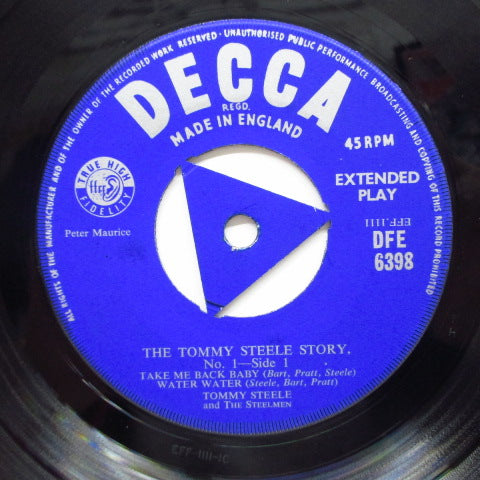 ALL RIGHTS OF THE MANUFACTURER AND OF THE OWNER OF THE RECORDED WORK RESERVED · UNAUTHORISED PUBLIC PERFORMANCE BROADCASTING AND COPYING OF THIS RECORD PROHIBITED
DECCA
REGD.
MADE IN ENGLAND
45 RPM
TRUE HIGH
FIDELITY
EXTENDED
PLAY
Peter Maurice
EFF.1111
DFE
6398
THE TOMMY STEELE STORY,
No. 1—Side 1
TAKE ME BACK BABY (Bart, Pratt, Steele)
WATER WATER (Steele, Bart, Pratt)
TOMMY STEELE
and THE STEELMEN
EFF-1111-1C